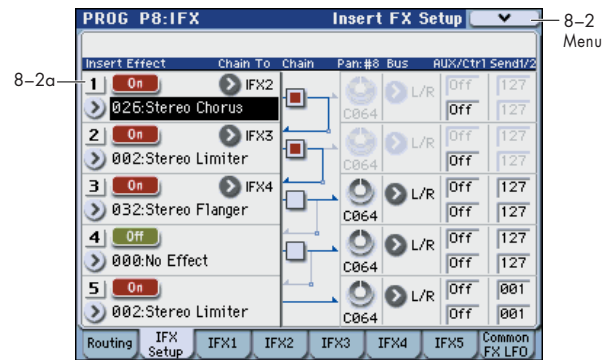 PROG P8:IFX Insert FX Setup
8–2
Menu
Insert Effect Chain To Chain Pan:#8 Bus AUX/Ctrl Send1/2
8–2a
1 On IFX2 L/R Off 127
026:Stereo Chorus C064 Off 127
2 On IFX3 L/R Off 127
002:Stereo Limiter C064 Off 127
3 On IFX4 L/R Off 127
032:Stereo Flanger C064 Off 127
4 Off L/R Off 127
000:No Effect C064 Off 127
5 On L/R Off 001
002:Stereo Limiter C064 Off 001
Routing IFX Setup IFX1 IFX2 IFX3 IFX4 IFX5 Common FX LFO